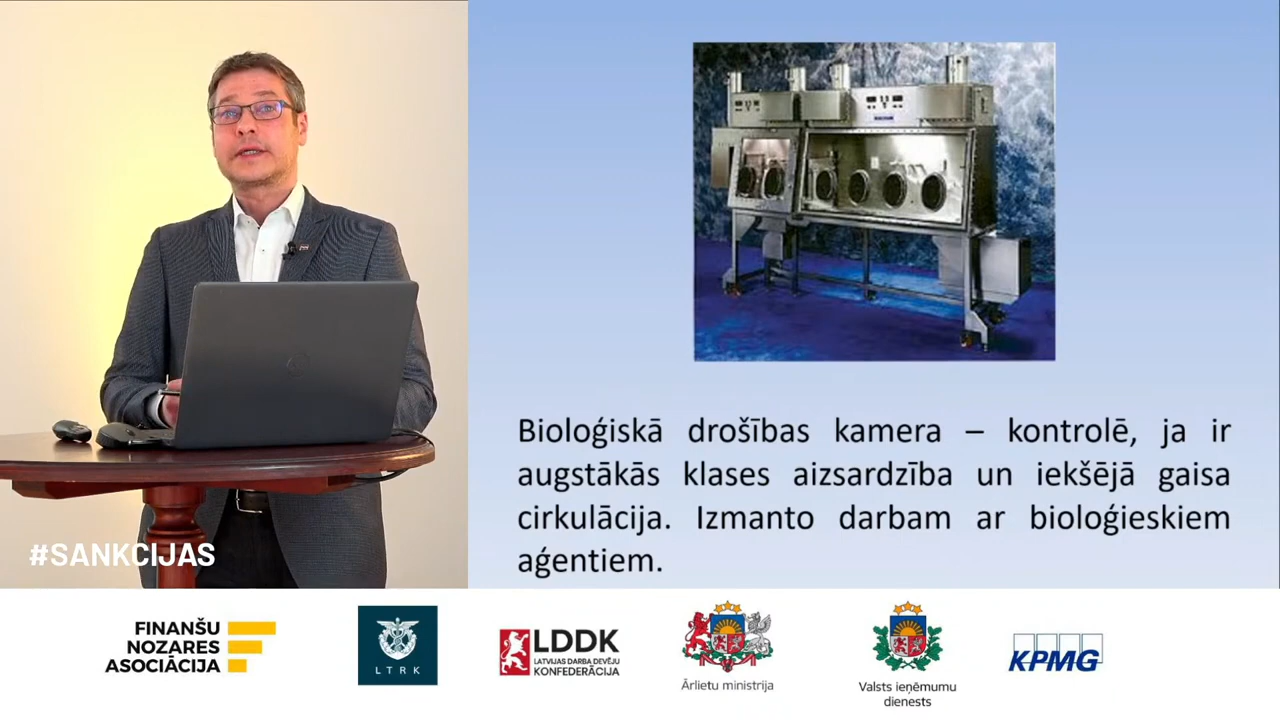 Bioloģiskā drošības kamera – kontrolē, ja ir
augstākās klases aizsardzība un iekšējā gaisa
cirkulācija. Izmanto darbam ar bioloģieskiem
aģentiem.
#SANKCIJAS
FINANŠU
NOZARES
ASOCIĀCIJA
LTRK
LDDK
LATVIJAS DARBA DEVĒJU
KONFEDERĀCIJA
Ārlietu ministrija
Valsts ieņēmumu
dienests
KPMG